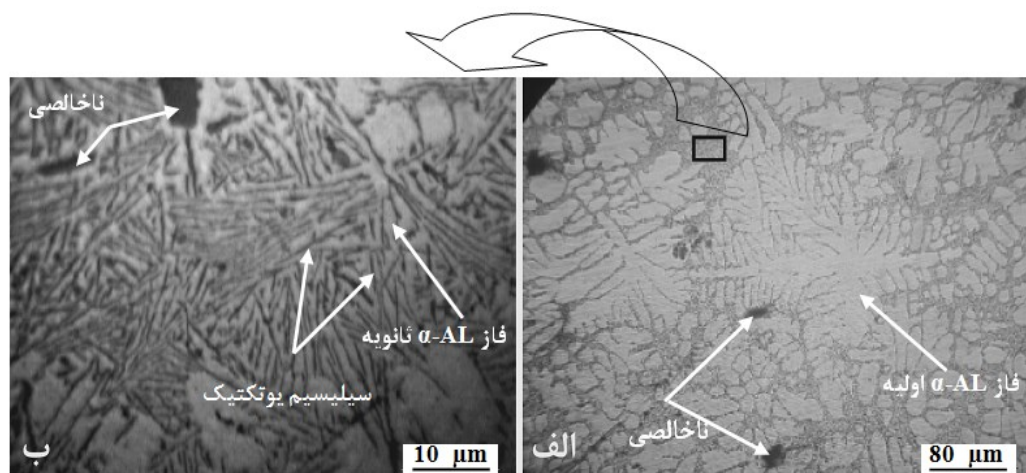 ناخالصی
فاز α-AL ثانویه
سیلیسیم یوتکتیک
ب
10 µm
فاز α-AL اولیه
ناخالصی
الف
80 µm